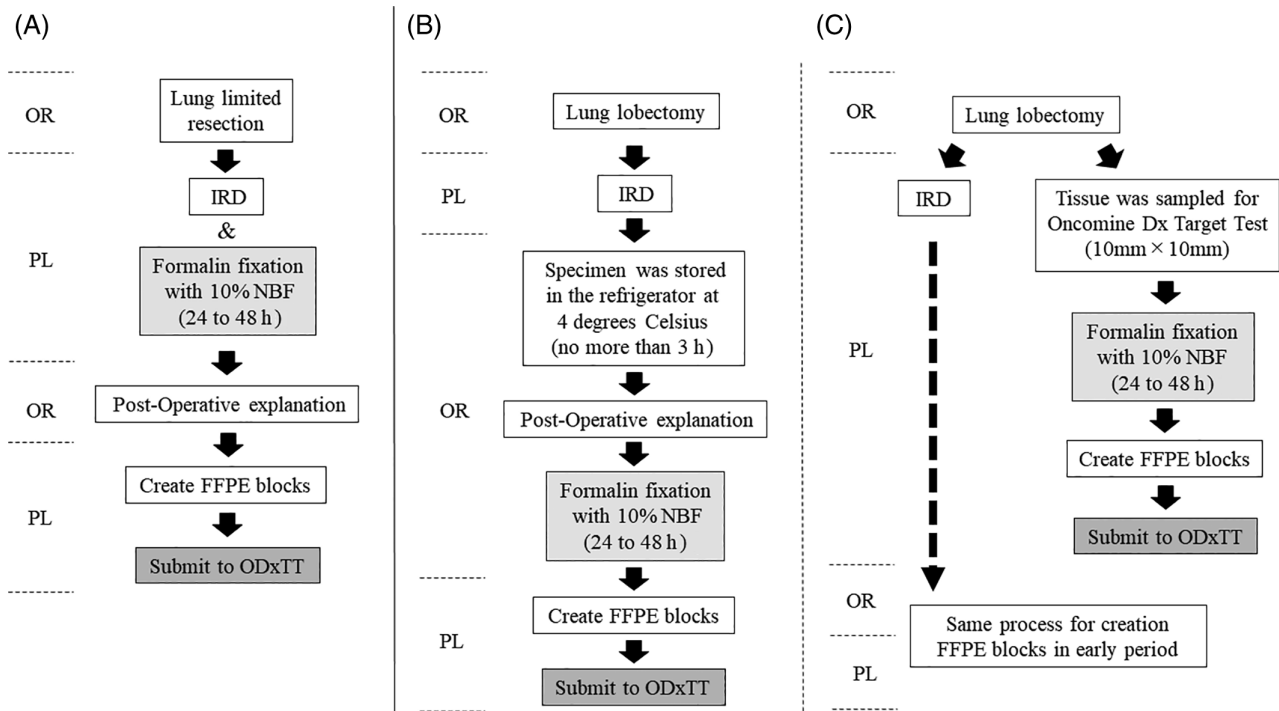 (A)
OR
Lung limited
resection
PL
IRD
&
Formalin fixation
with 10% NBF
(24 to 48 h)
OR
Post-Operative explanation
PL
Create FFPE blocks
Submit to ODxTT
(B)
OR
Lung lobectomy
PL
IRD
Specimen was stored
in the refrigerator at
4 degrees Celsius
(no more than 3 h)
OR
Post-Operative explanation
Formalin fixation
with 10% NBF
(24 to 48 h)
PL
Create FFPE blocks
Submit to ODxTT
(C)
OR
Lung lobectomy
PL
IRD
Tissue was sampled for
Oncomine Dx Target Test
(10mm × 10mm)
Formalin fixation
with 10% NBF
(24 to 48 h)
Create FFPE blocks
Submit to ODxTT
OR
Same process for creation
FFPE blocks in early period
PL